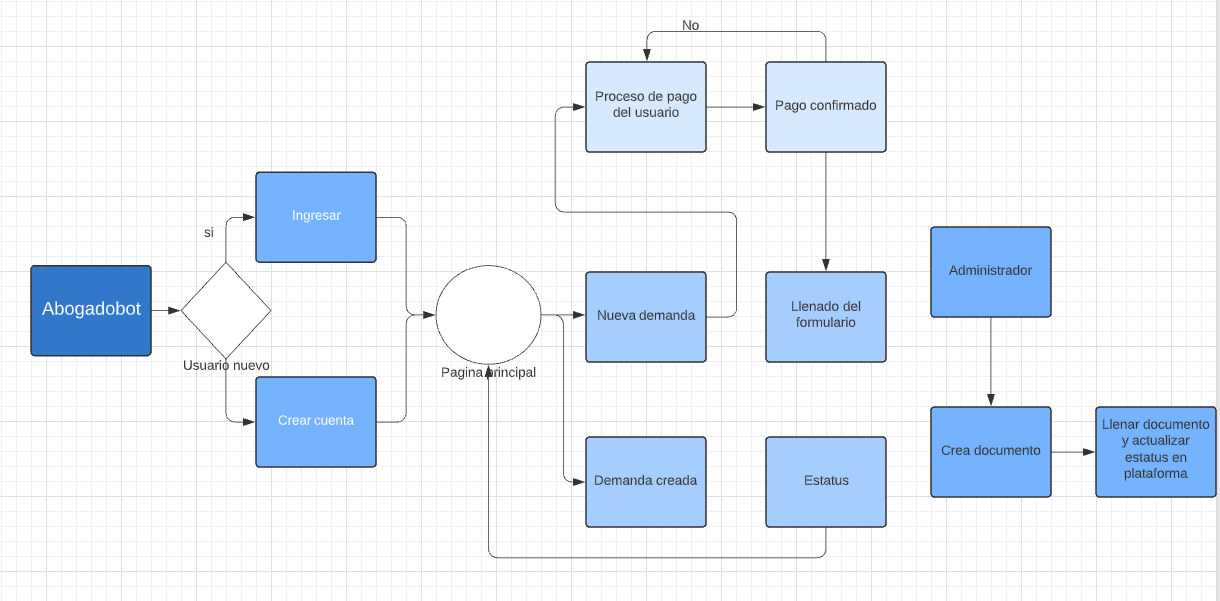 No
Proceso de pago
del usuario
Pago confirmado
Ingresar
si
Abogadobot
Usuario nuevo
Crear cuenta
Pagina principal
Nueva demanda
Llenado del
formulario
Administrador
Demanda creada
Estatus
Crea documento
Llenar documento
y actualizar
estatus en
plataforma